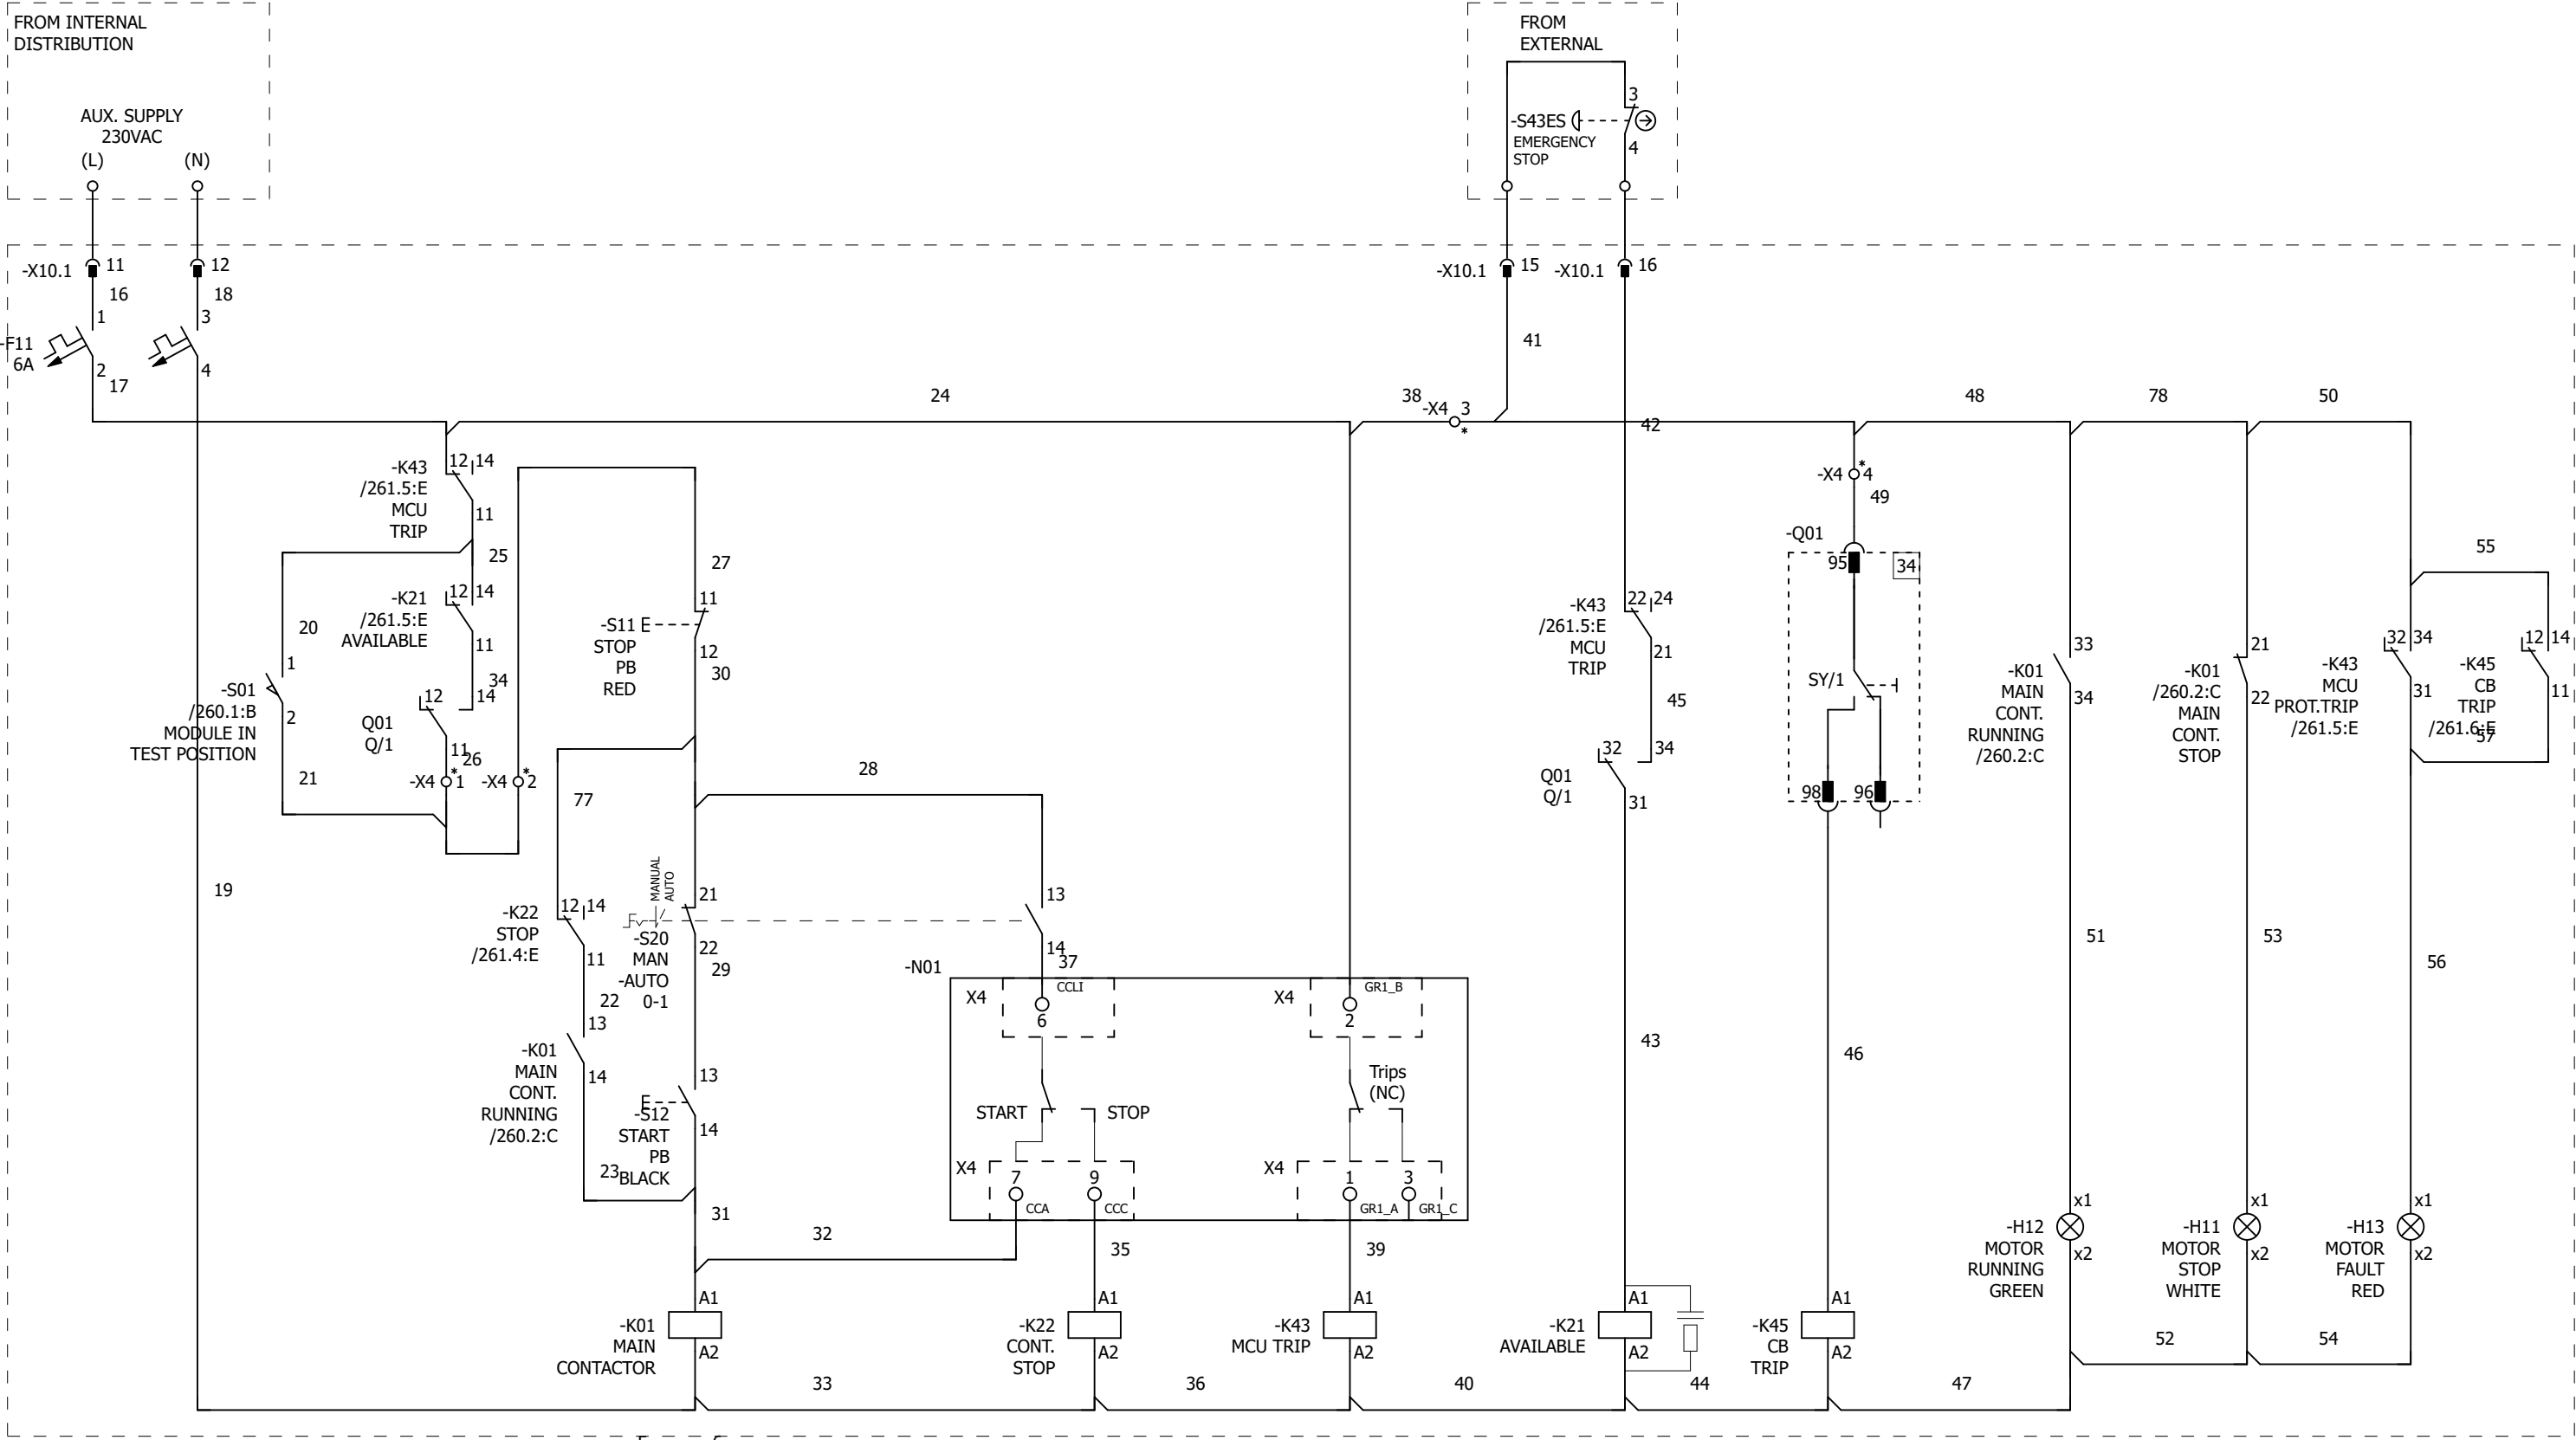 FROM INTERNAL
DISTRIBUTION
AUX. SUPPLY
230VAC
(L)
(N)
FROM
EXTERNAL
3
-S43ES
EMERGENCY
STOP
4
-X10.1
11
12
16
18
1
3
-F11
6A
2
4
17
-X10.1
15
-X10.1
16
41
24
38
-X4
3
*
42
48
78
50
-K43
/261.5:E
MCU
TRIP
12
14
11
25
-K21
/261.5:E
AVAILABLE
12
14
11
34
20
1
-S01
/260.1:B
MODULE IN
TEST POSITION
2
21
12
14
Q01
Q/1
11
26
-X4
*
1
-X4
*
2
27
11
-S11
STOP
PB
RED
12
30
77
28
19
-K22
STOP
/261.4:E
12
14
11
22
MANUAL
AUTO
21
22
-S20
MAN
-AUTO
0-1
29
13
14
37
-K01
MAIN
CONT.
RUNNING
/260.2:C
13
14
23
13
-S12
START
PB
BLACK
14
31
32
-N01
X4
CCLI
6
START
STOP
X4
7
9
CCA
CCC
X4
GR1_B
2
Trips
(NC)
X4
1
3
GR1_A
GR1_C
35
39
-K43
/261.5:E
MCU
TRIP
22
24
21
45
Q01
Q/1
32
34
31
43
-X4
*
4
49
-Q01
95
34
SY/1
98
96
46
33
-K01
MAIN
CONT.
RUNNING
/260.2:C
34
51
21
-K01
/260.2:C
MAIN
CONT.
STOP
22
53
32
34
-K43
MCU
PROT.TRIP
/261.5:E
31
55
12
14
-K45
CB
TRIP
/261.6:E
11
57
56
A1
-K01
MAIN
CONTACTOR
A2
A1
-K22
CONT.
STOP
A2
A1
-K43
MCU TRIP
A2
A1
-K21
AVAILABLE
A2
A1
-K45
CB
TRIP
A2
x1
-H12
MOTOR
RUNNING
GREEN
x2
x1
-H11
MOTOR
STOP
WHITE
x2
x1
-H13
MOTOR
FAULT
RED
x2
52
54
33
36
40
44
47